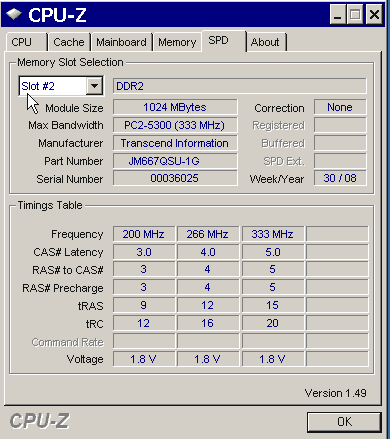 CPU-Z
CPU Cache Mainboard Memory SPD About
Memory Slot Selection
Slot #2 DDR2
Module Size 1024 MBytes Correction None
Max Bandwidth PC2-5300 (333 MHz) Registered
Manufacturer Transcend Information Buffered
Part Number JM667QSU-1G SPD Ext.
Serial Number 00036025 Week/Year 30 / 08
Timings Table
Frequency 200 MHz 266 MHz 333 MHz
CAS# Latency 3.0 4.0 5.0
RAS# to CAS# 3 4 5
RAS# Precharge 3 4 5
tRAS 9 12 15
tRC 12 16 20
Command Rate
Voltage 1.8 V 1.8 V 1.8 V
Version 1.49
CPU-Z OK